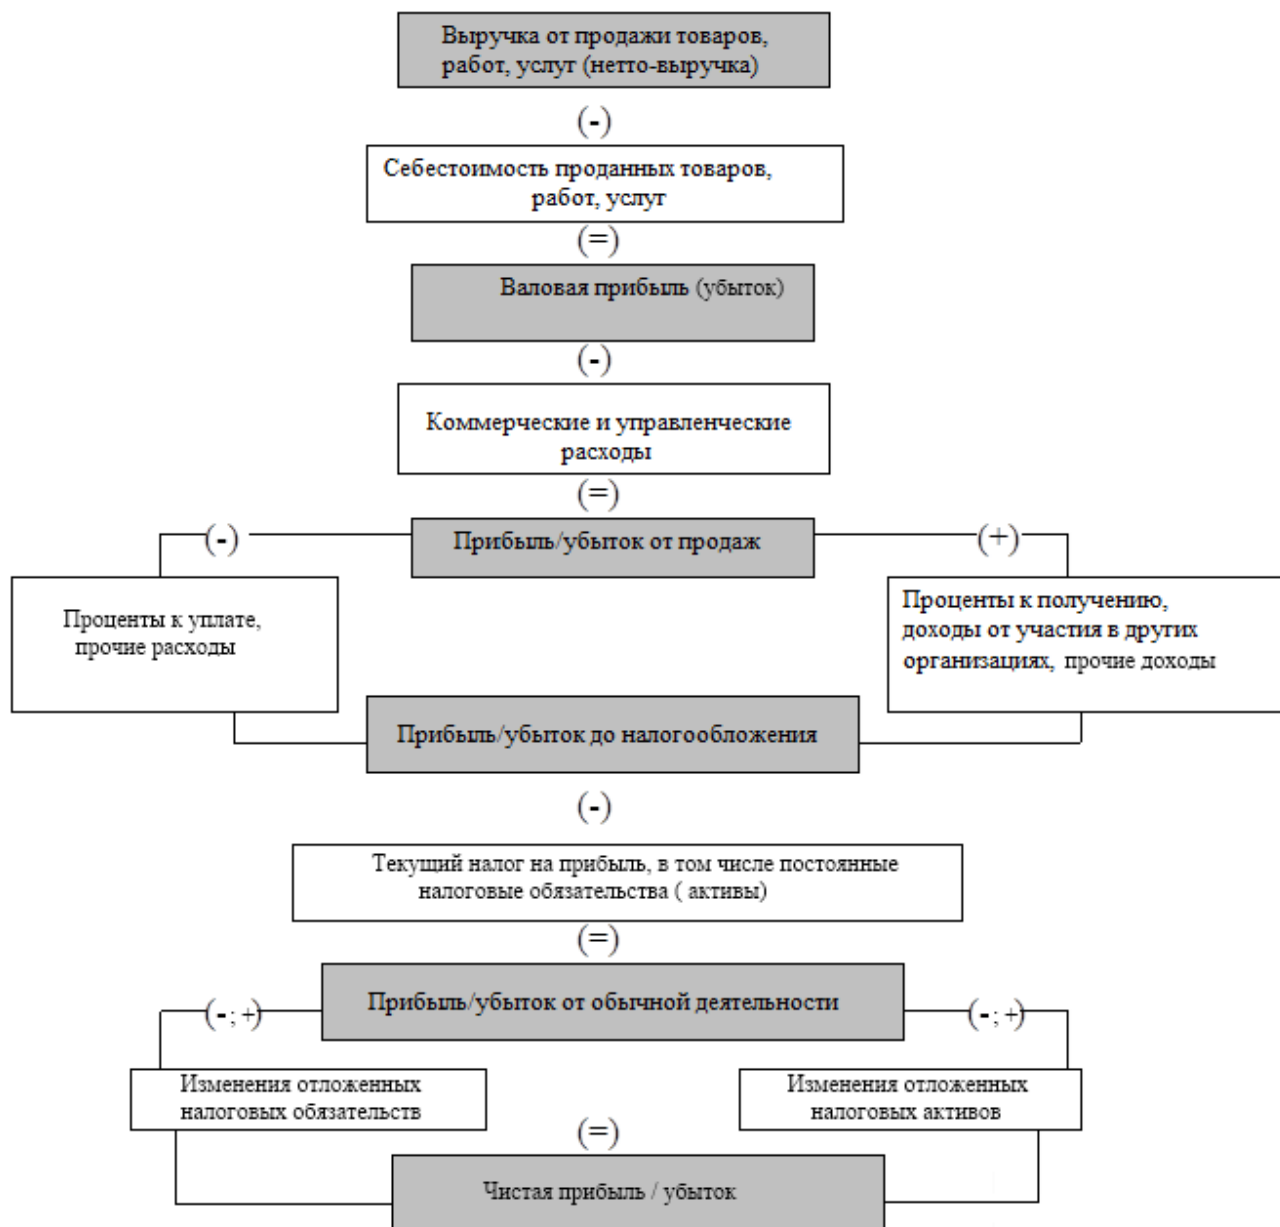 Выручка от продажи товаров,
работ, услуг (нетто-выручка)
(-)
Себестоимость проданных товаров,
работ, услуг
(=)
Валовая прибыль (убыток)
(-)
Коммерческие и управленческие
расходы
(=)
(-)
Прибыль/убыток от продаж
(+)
Проценты к уплате,
прочие расходы
Проценты к получению,
доходы от участия в других
организациях, прочие доходы
Прибыль/убыток до налогообложения
(-)
Текущий налог на прибыль, в том числе постоянные
налоговые обязательства ( активы)
(=)
Прибыль/убыток от обычной деятельности
(-; +)
(-; +)
Изменения отложенных
налоговых обязательств
Изменения отложенных
налоговых активов
(=)
Чистая прибыль / убыток